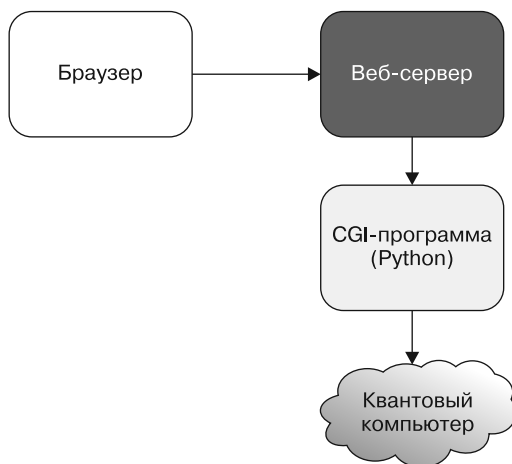 Браузер
Веб-сервер
CGI-программа
(Python)
Квантовый
компьютер